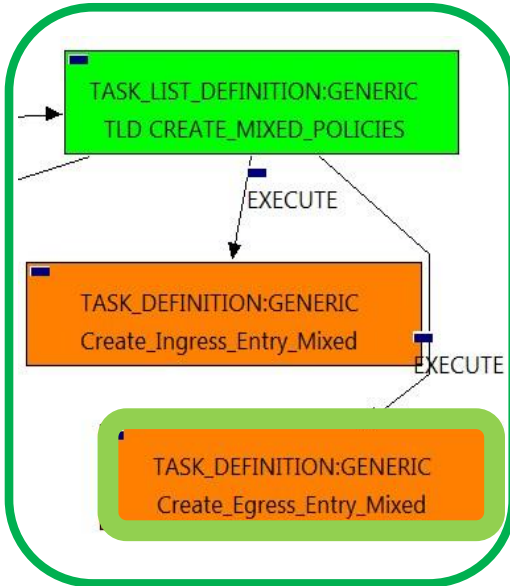 TASK_LIST_DEFINITION:GENERIC
TLD CREATE_MIXED_POLICIES
EXECUTE
TASK_DEFINITION:GENERIC
Create_Ingress_Entry_Mixed
EXECUTE
TASK_DEFINITION:GENERIC
Create_Egress_Entry_Mixed